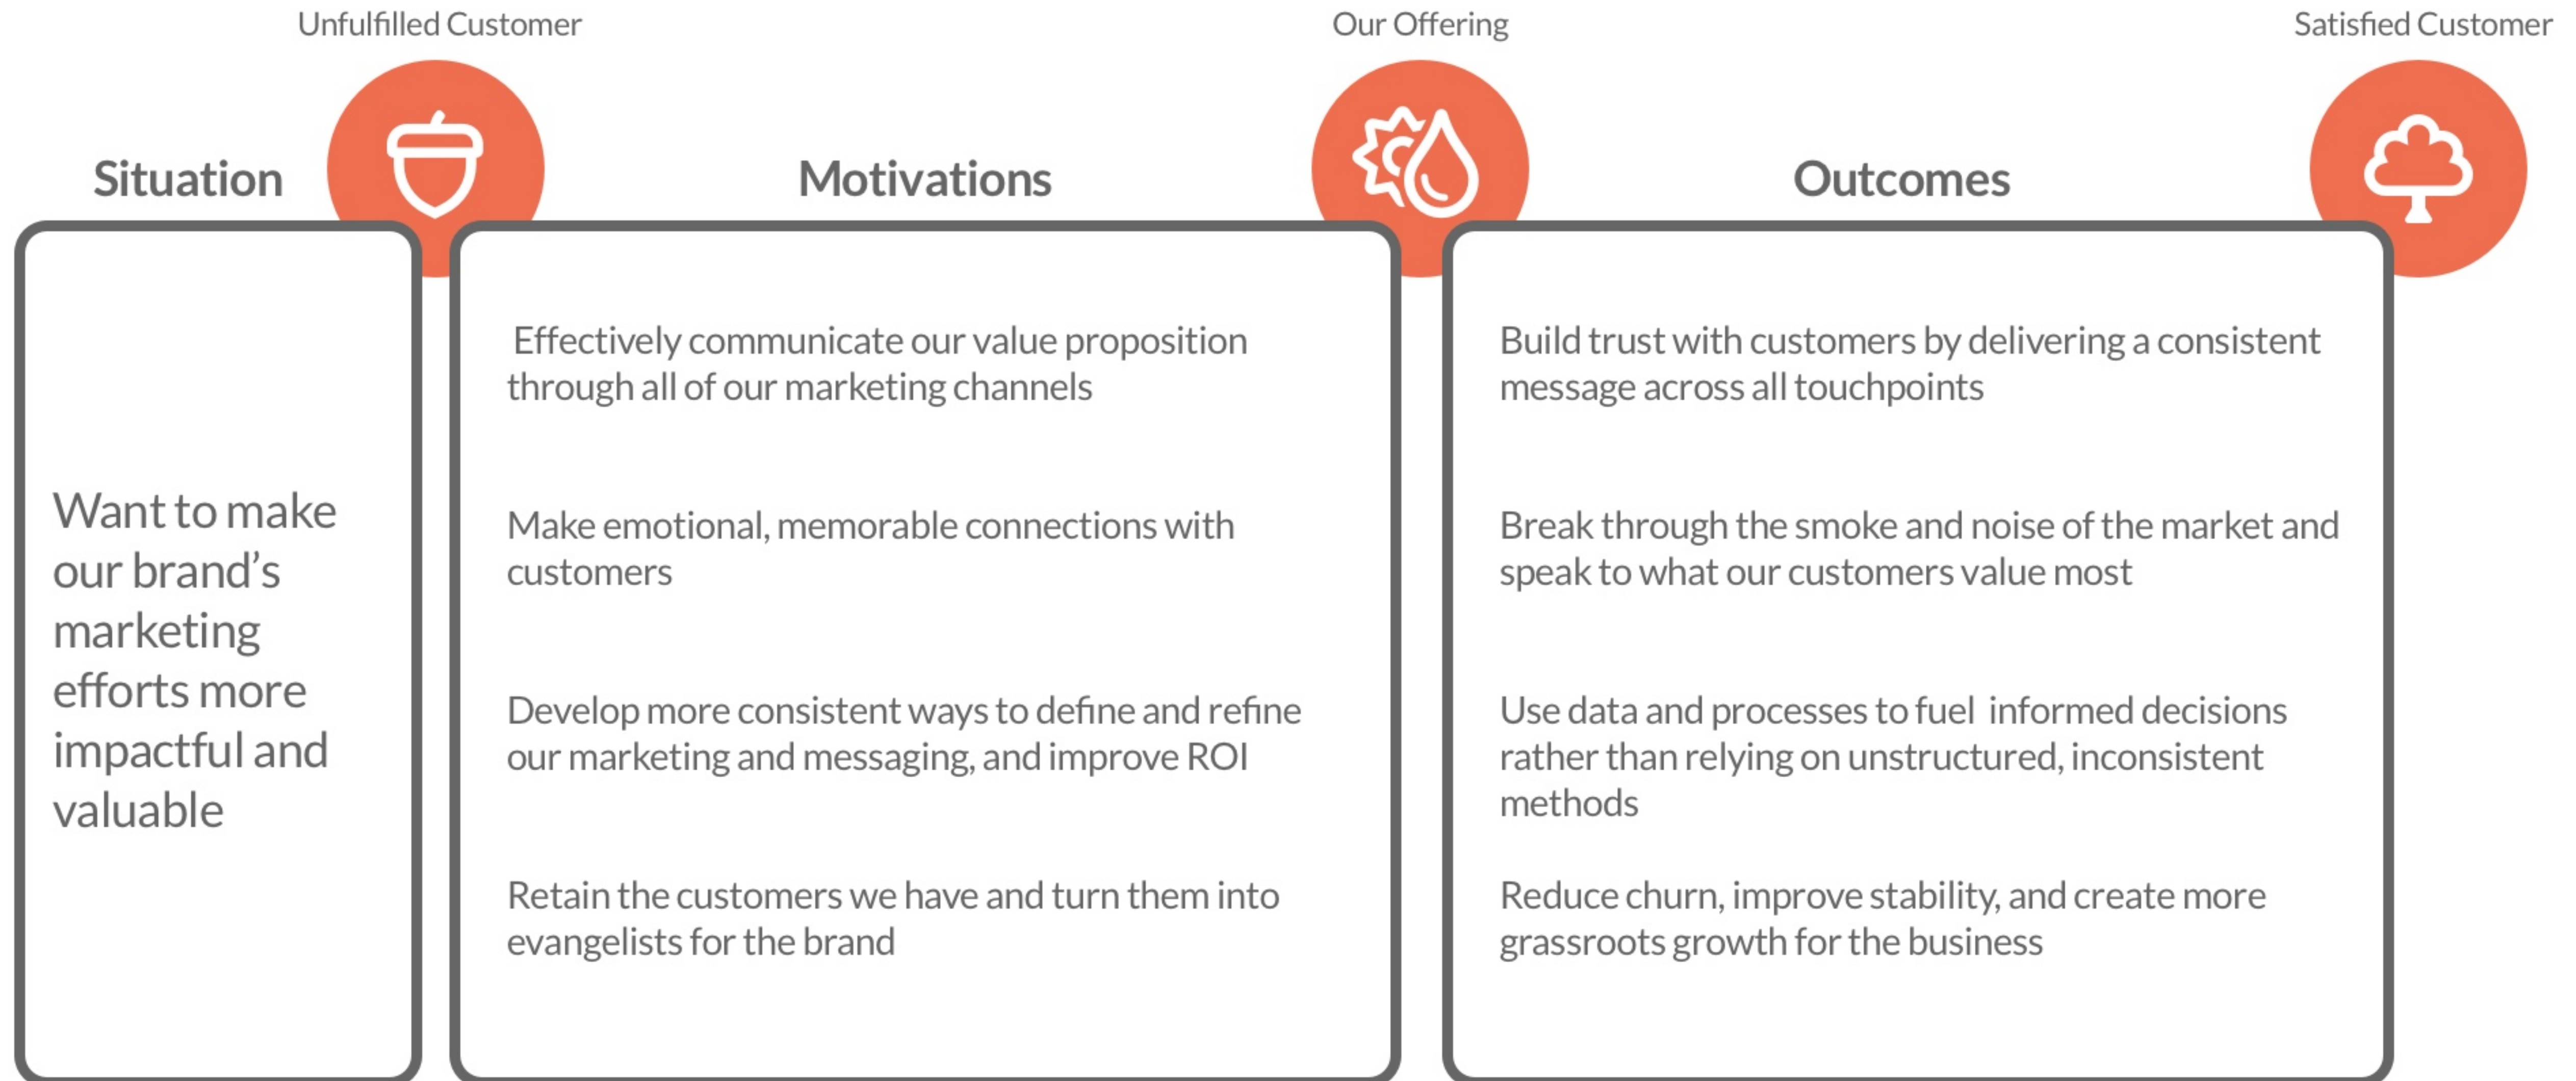 Unfulfilled Customer
Our Offering
Satisfied Customer
Situation
Motivations
Outcomes
Want to make
our brand’s
marketing
efforts more
impactful and
valuable
Effectively communicate our value proposition
through all of our marketing channels
Make emotional, memorable connections with
customers
Develop more consistent ways to define and refine
our marketing and messaging, and improve ROI
Retain the customers we have and turn them into
evangelists for the brand
Build trust with customers by delivering a consistent
message across all touchpoints
Break through the smoke and noise of the market and
speak to what our customers value most
Use data and processes to fuel  informed decisions
rather than relying on unstructured, inconsistent
methods
Reduce churn, improve stability, and create more
grassroots growth for the business